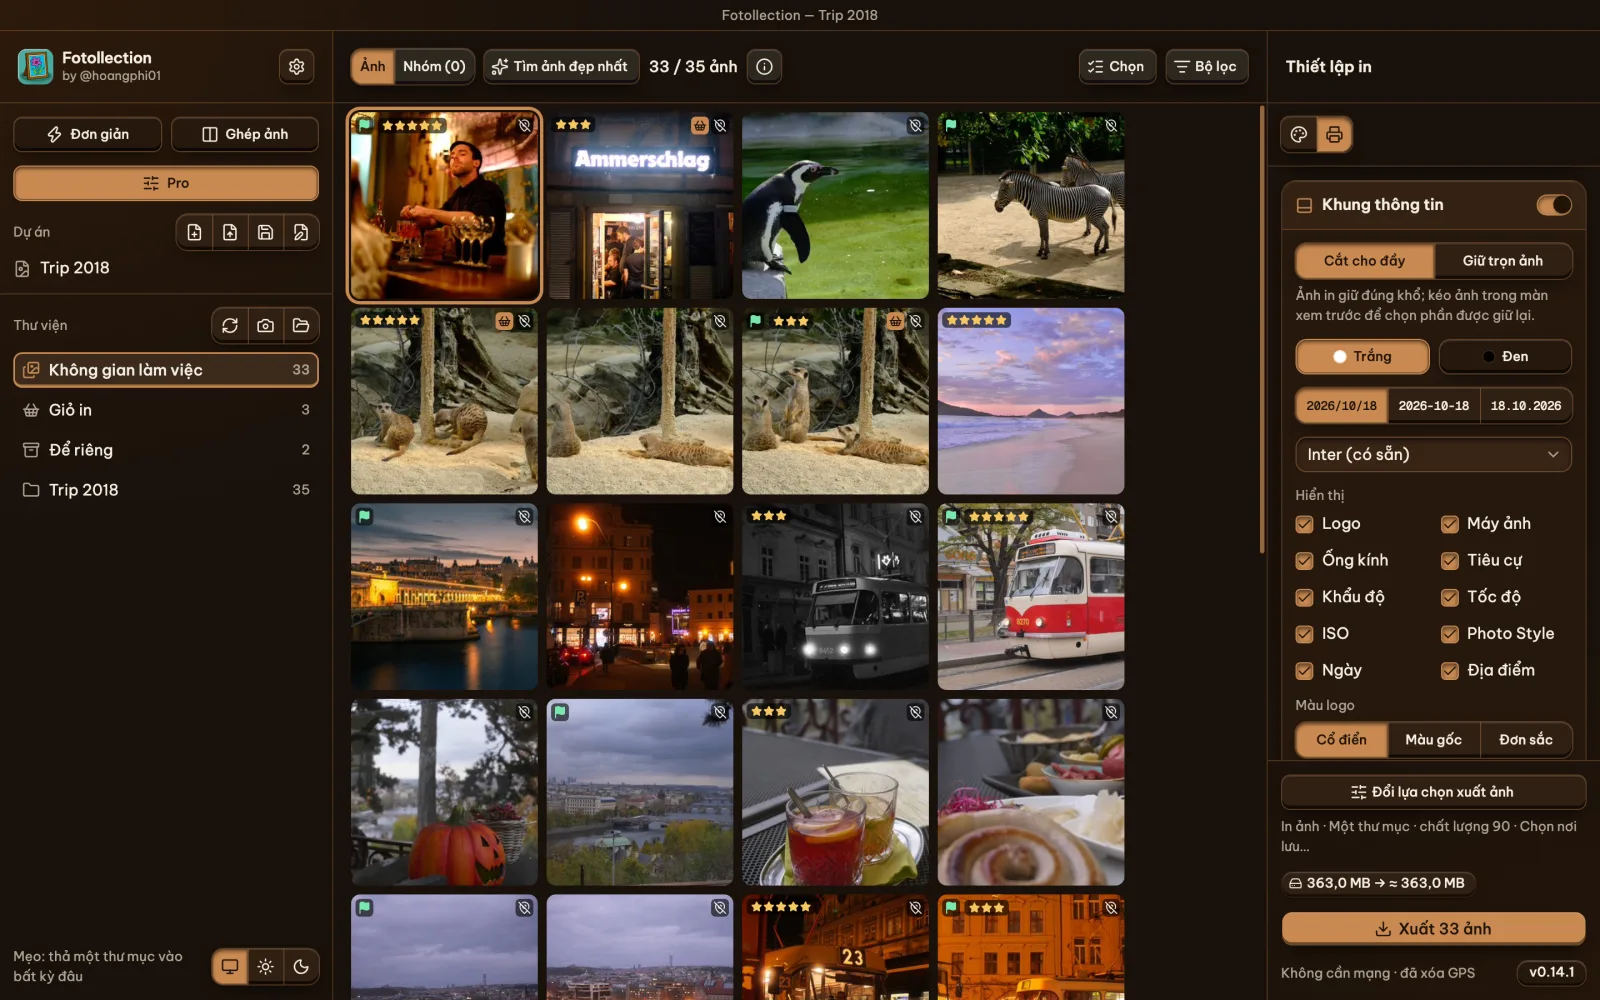 Fotollection — Trip 2018
Fotollection
by @hoangphi01
Đơn giản
Ghép ảnh
Pro
Dự án
Trip 2018
Thư viện
Không gian làm việc 33
Giỏ in 3
Để riêng 2
Trip 2018 35
Mẹo: thả một thư mục vào
bất kỳ đâu
Ảnh
Nhóm (0)
Tìm ảnh đẹp nhất
33 / 35 ảnh
Chọn
Bộ lọc
Ammerschlag
8270
23
Thiết lập in
Khung thông tin
Cắt cho đầy
Giữ trọn ảnh
Ảnh in giữ đúng khổ; kéo ảnh trong màn
xem trước để chọn phần được giữ lại.
Trắng
Đen
2026/10/18
2026-10-18
18.10.2026
Inter (có sẵn)
Hiển thị
Logo
Máy ảnh
Ống kính
Tiêu cự
Khẩu độ
Tốc độ
ISO
Photo Style
Ngày
Địa điểm
Màu logo
Cổ điển
Màu gốc
Đơn sắc
Đổi lựa chọn xuất ảnh
In ảnh · Một thư mục · chất lượng 90 · Chọn nơi
lưu…
363,0 MB → ≈ 363,0 MB
Xuất 33 ảnh
Không cần mạng · đã xóa GPS
v0.14.1